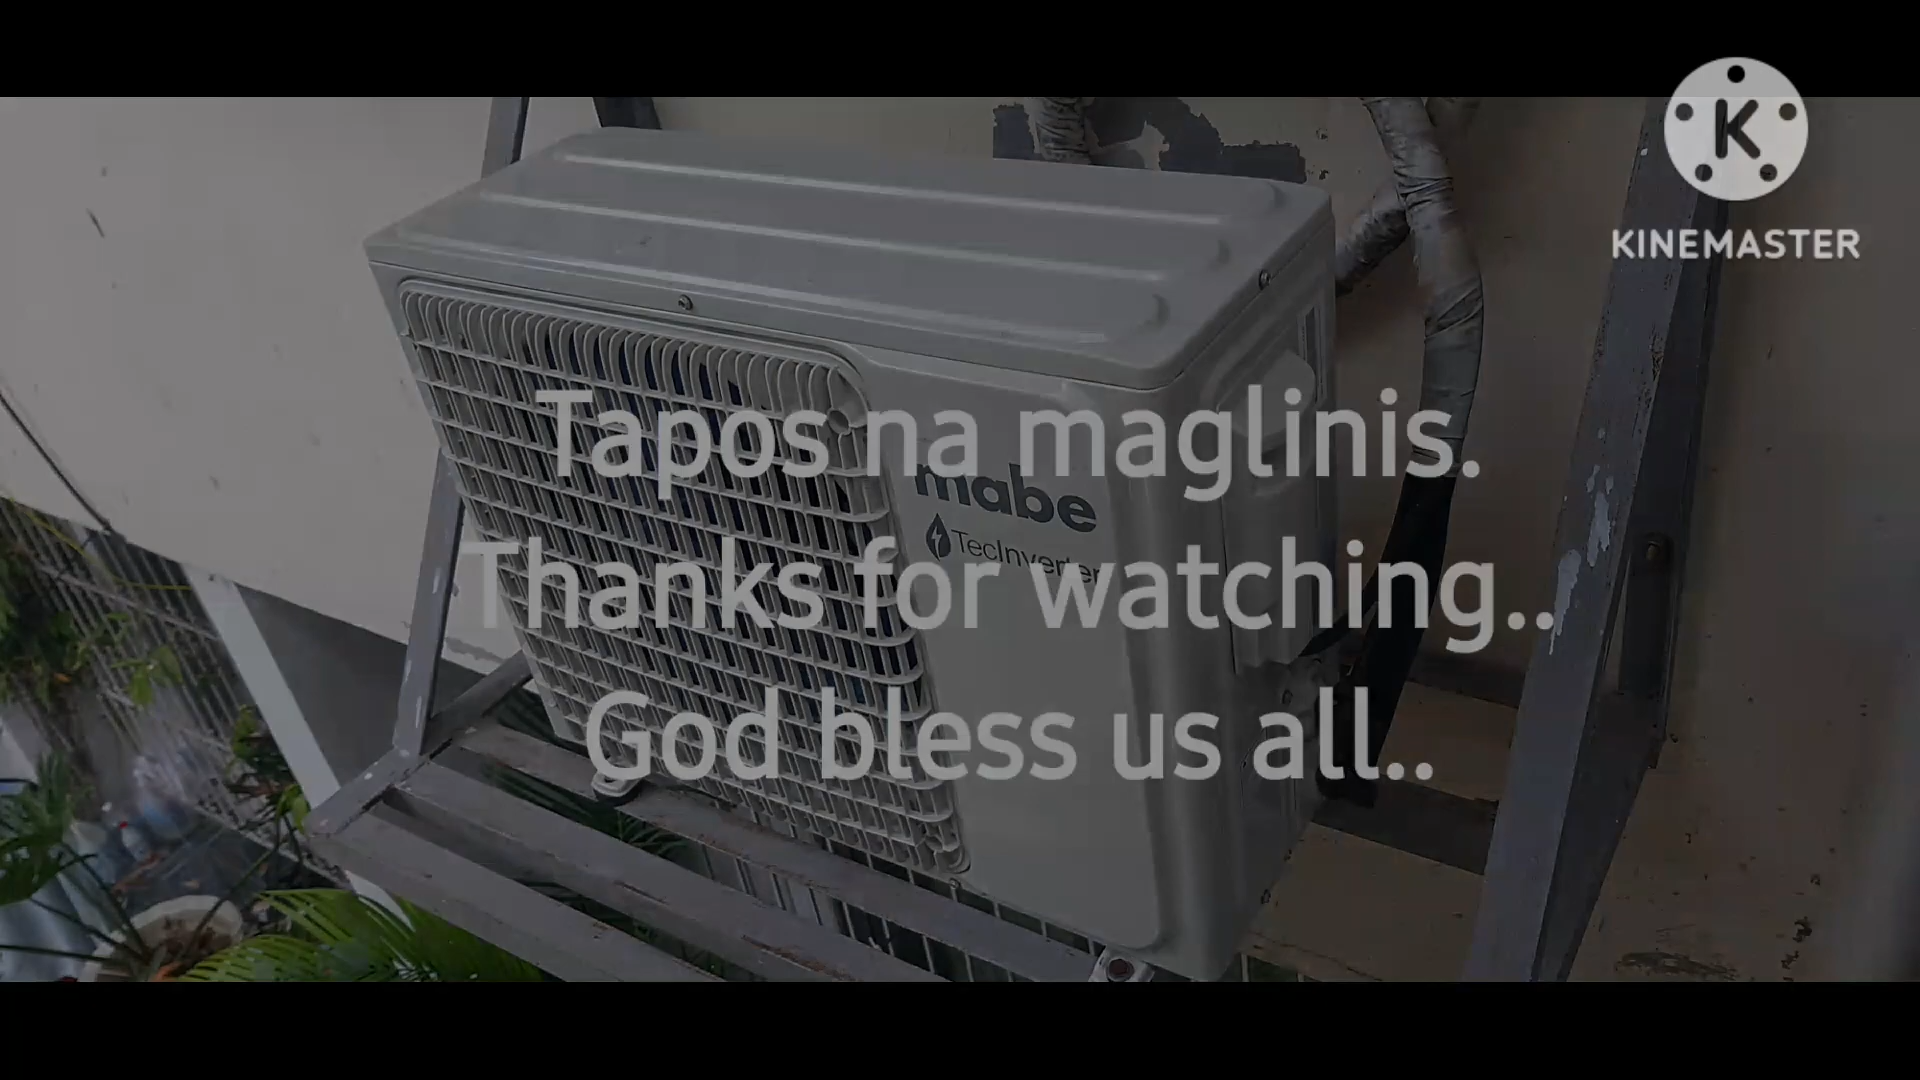 K
KINEMASTER
Tapos na maglinis.
mabe
TecInverter
Thanks for watching..
God bless us all..